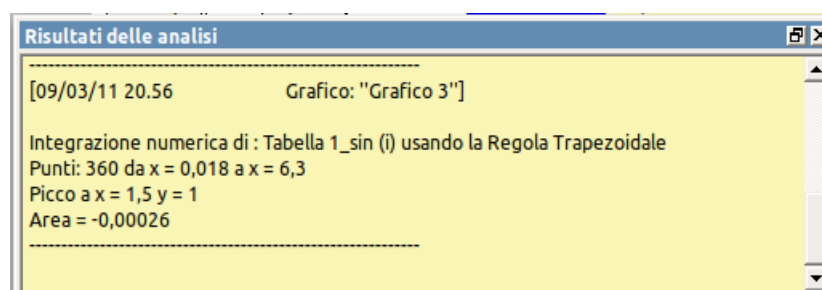 Risultati delle analisi
[09/03/11 20.56 Grafico: "Grafico 3"]
Integrazione numerica di : Tabella 1_sin (i) usando la Regola Trapezoidale
Punti: 360 da x = 0,018 a x = 6,3
Picco a x = 1,5 y = 1
Area = -0,00026